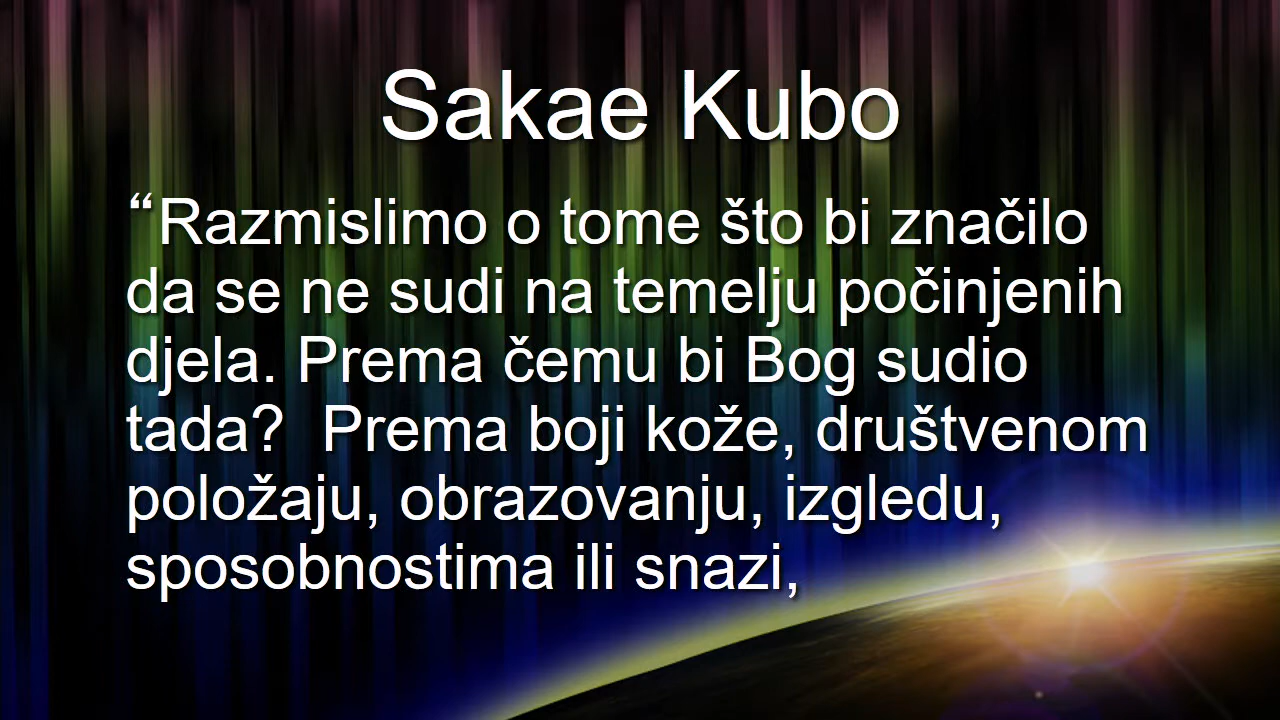 Sakae Kubo
“Razmislimo o tome što bi značilo
da se ne sudi na temelju počinjenih
djela. Prema čemu bi Bog sudio
tada?  Prema boji kože, društvenom
položaju, obrazovanju, izgledu,
sposobnostima ili snazi,